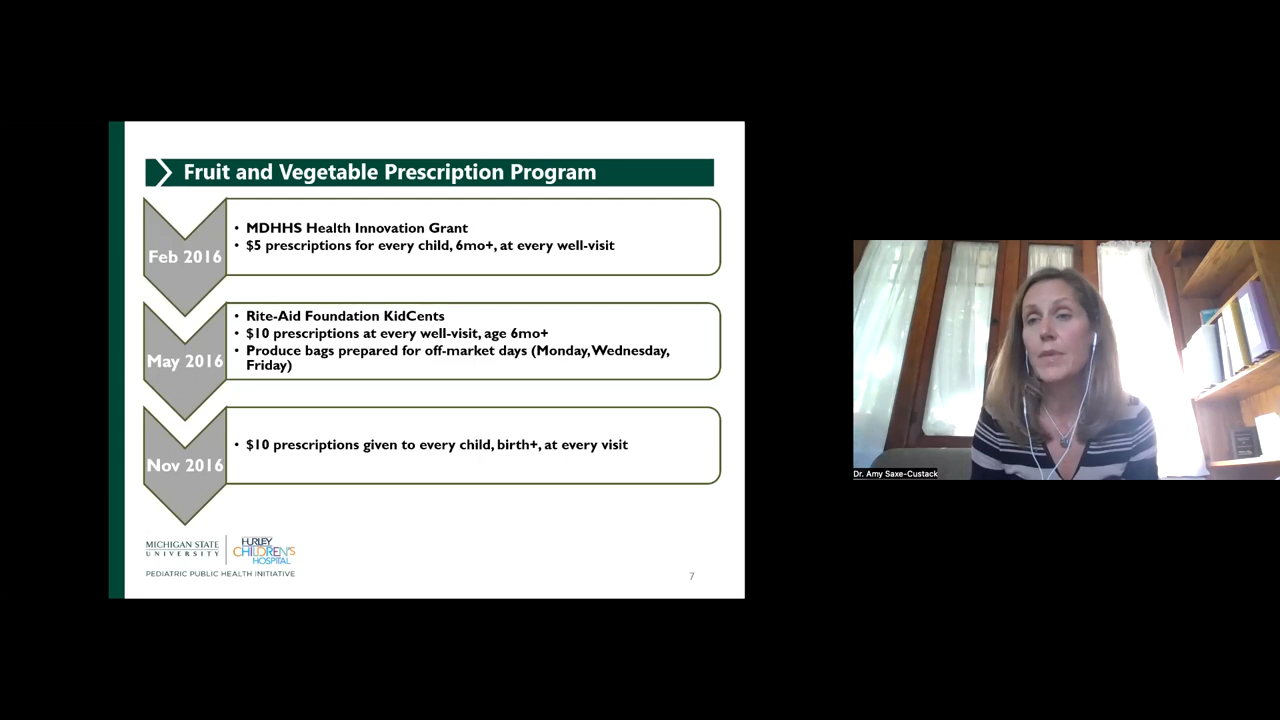 Fruit and Vegetable Prescription Program
Feb 2016
• MDHHS Health Innovation Grant
• $5 prescriptions for every child, 6mo+, at every well-visit
May 2016
• Rite-Aid Foundation KidCents
• $10 prescriptions at every well-visit, age 6mo+
• Produce bags prepared for off-market days (Monday, Wednesday,
Friday)
Nov 2016
• $10 prescriptions given to every child, birth+, at every visit
MICHIGAN STATE
UNIVERSITY
HURLEY
CHILDREN'S
HOSPITAL
PEDIATRIC PUBLIC HEALTH INITIATIVE
7
Dr. Amy Saxe-Custack